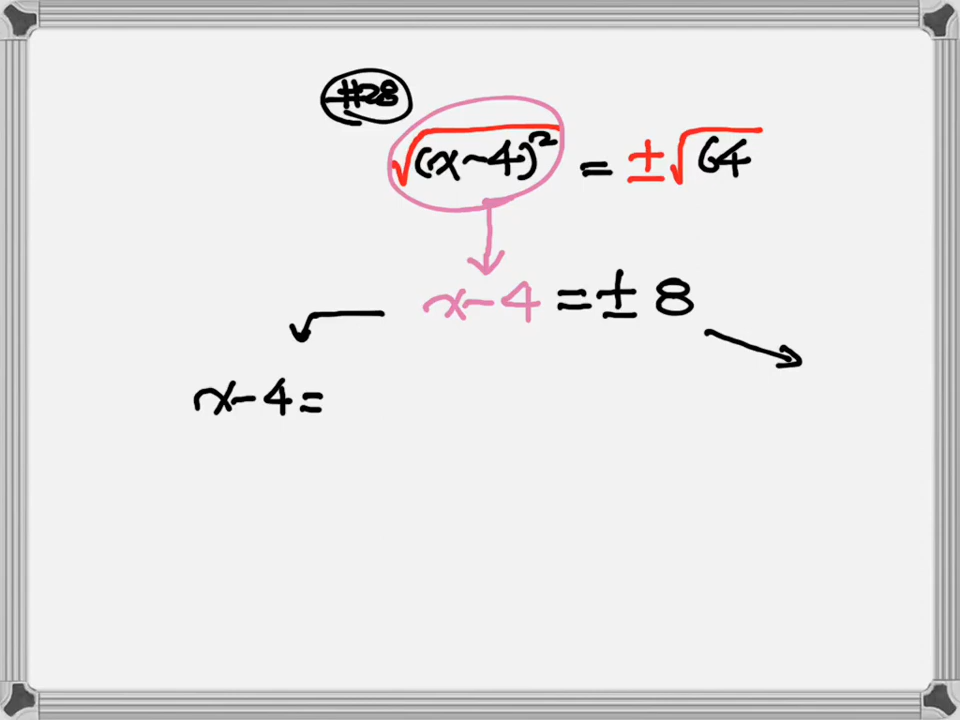 #28
√(x-4)² = ±√64
x-4 = ± 8
x-4 =